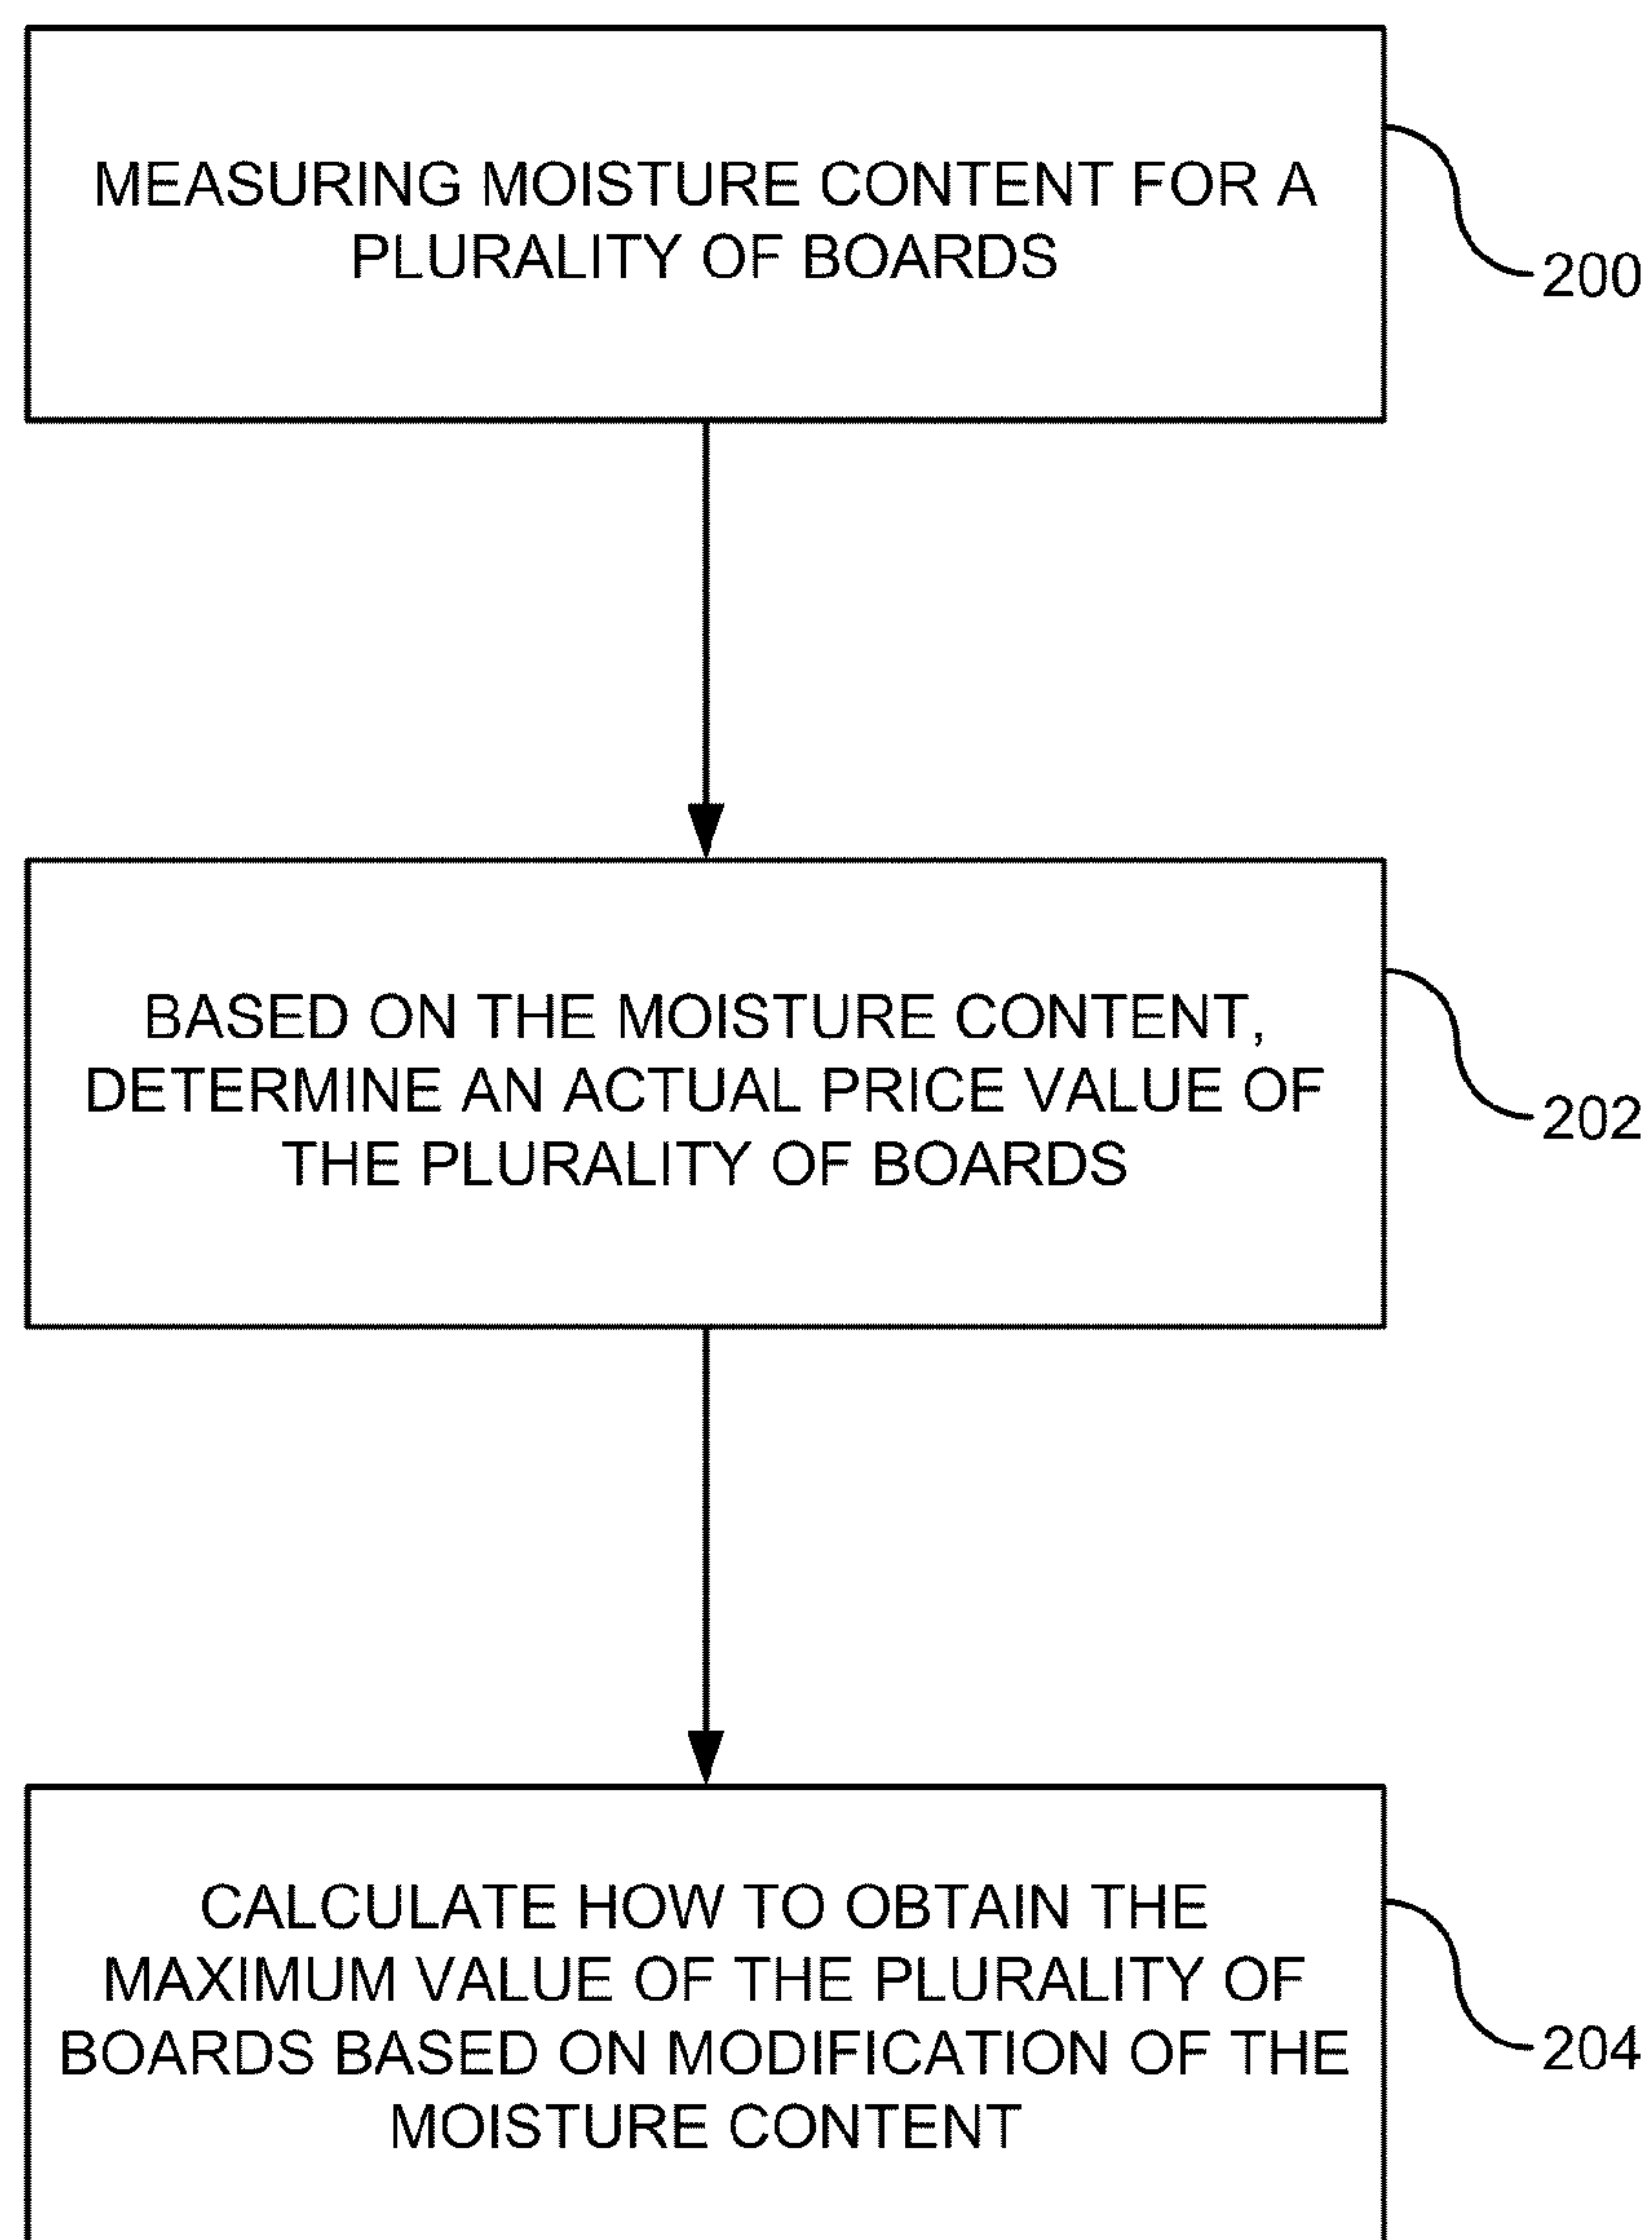 MEASURING MOISTURE CONTENT FOR A
PLURALITY OF BOARDS
200
BASED ON THE MOISTURE CONTENT,
DETERMINE AN ACTUAL PRICE VALUE OF
THE PLURALITY OF BOARDS
202
CALCULATE HOW TO OBTAIN THE
MAXIMUM VALUE OF THE PLURALITY OF
BOARDS BASED ON MODIFICATION OF THE
MOISTURE CONTENT
204